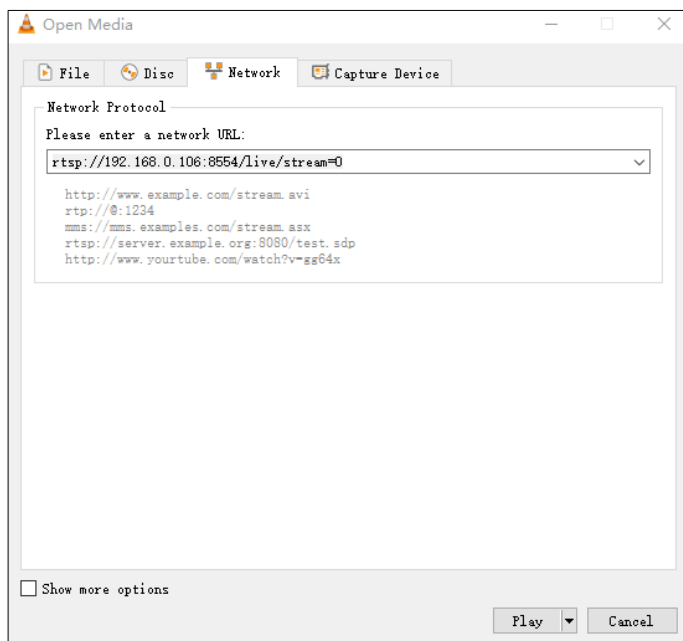 Open Media
File Disc Network Capture Device
Network Protocol
Please enter a network URL:
rtsp://192.168.0.106:8554/live/stream=0
http://www.example.com/stream.avi
rtp://@:1234
mms://mms.examples.com/stream.asx
rtsp://server.example.org:8080/test.sdp
http://www.yourtube.com/watch?v=gg64x
Show more options
Play Cancel